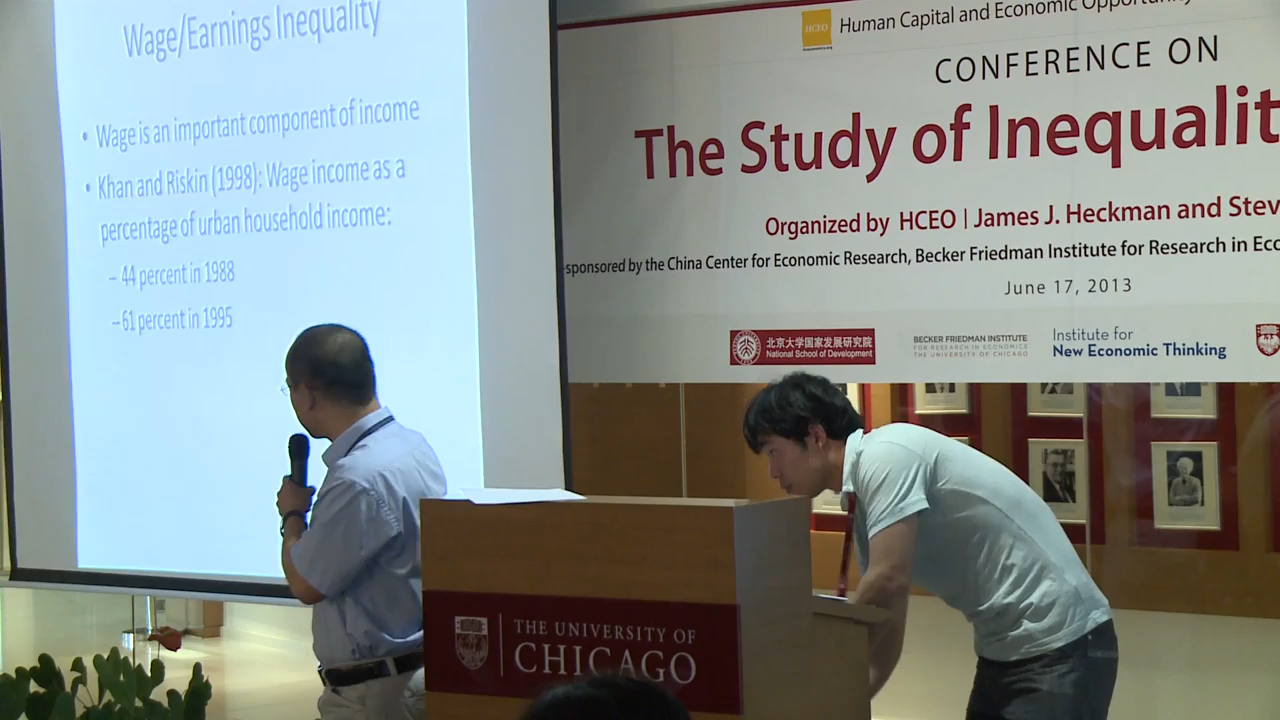 Wage/Earnings Inequality
• Wage is an important component of income
• Khan and Riskin (1998): Wage income as a
percentage of urban household income:
– 44 percent in 1988
– 61 percent in 1995
HCEO
Human Capital and Economic Opportunity
CONFERENCE ON
The Study of Inequalit
Organized by HCEO | James J. Heckman and Stev
-sponsored by the China Center for Economic Research, Becker Friedman Institute for Research in Eco
June 17, 2013
北京大学国家发展研究院
National School of Development
BECKER FRIEDMAN INSTITUTE
FOR RESEARCH IN ECONOMICS
THE UNIVERSITY OF CHICAGO
Institute for
New Economic Thinking
THE UNIVERSITY OF
CHICAGO